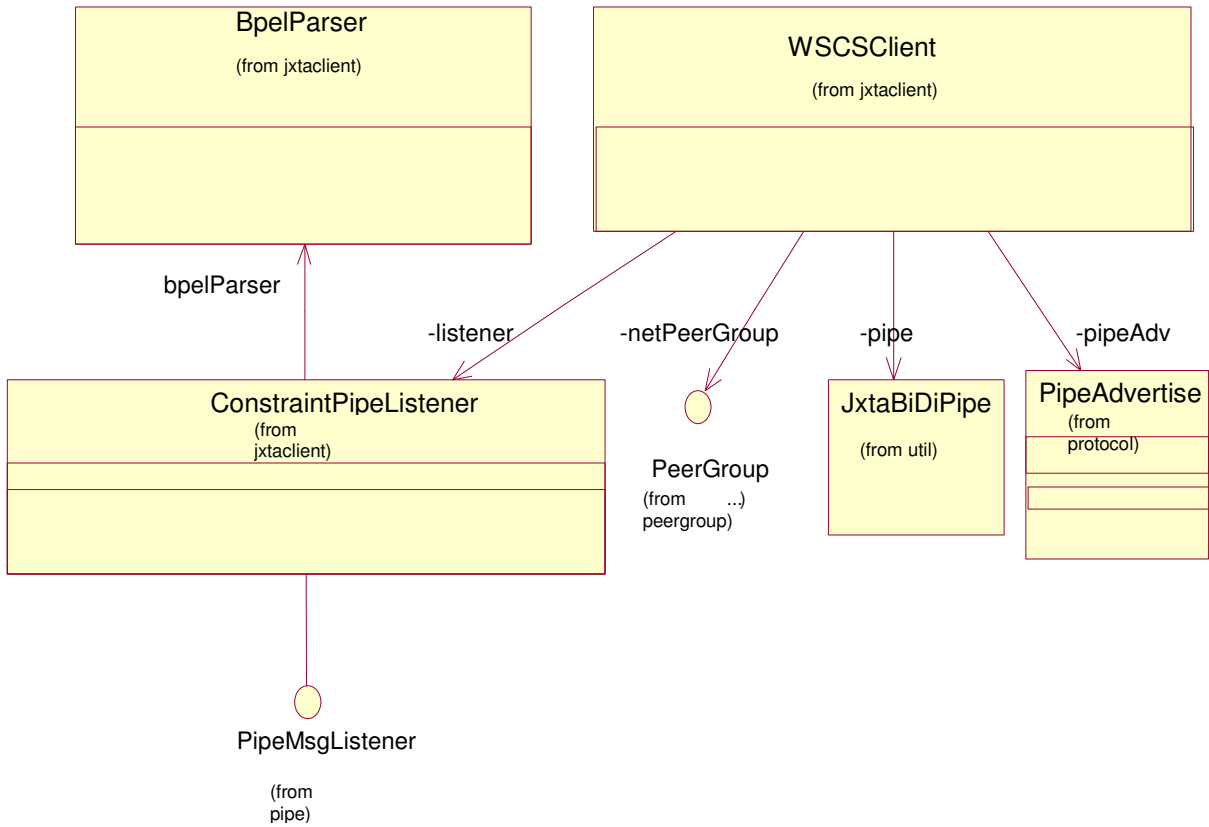 BpelParser
(from jxtaclient)
WSCSClient
(from jxtaclient)
bpelParser
-listener
-netPeerGroup
-pipe
-pipeAdv
ConstraintPipeListener
(from
jxtaclient)
PeerGroup
(from ...)
peergroup)
JxtaBiDiPipe
(from util)
PipeAdvertise
(from
protocol)
PipeMsgListener
(from
pipe)